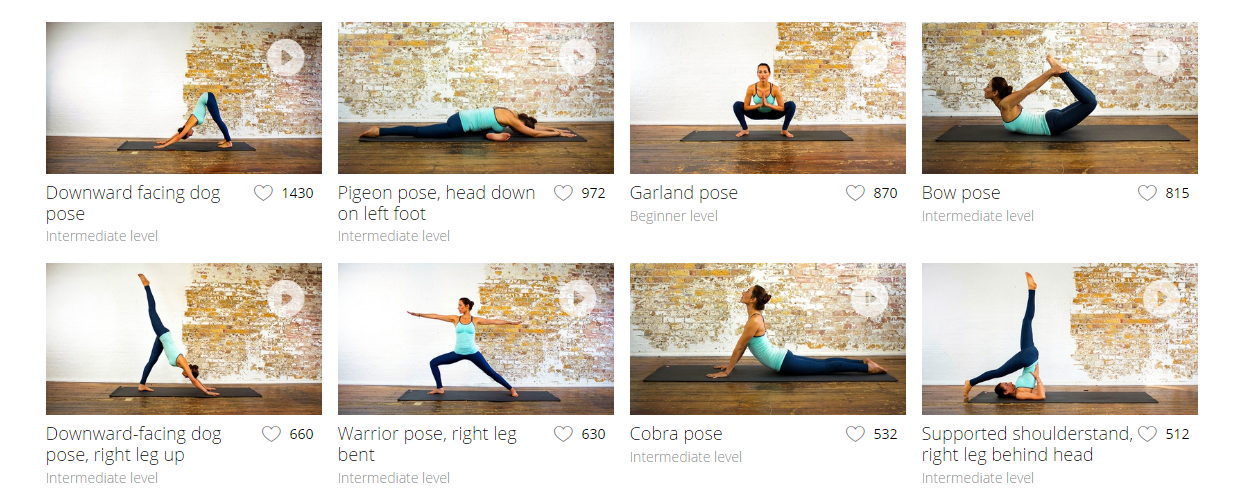 Downward facing dog
pose
1430
Intermediate level
Pigeon pose, head down
on left foot
972
Intermediate level
Garland pose
870
Beginner level
Bow pose
815
Intermediate level
Downward-facing dog
pose, right leg up
660
Intermediate level
Warrior pose, right leg
bent
630
Intermediate level
Cobra pose
532
Intermediate level
Supported shoulderstand,
right leg behind head
512
Intermediate level